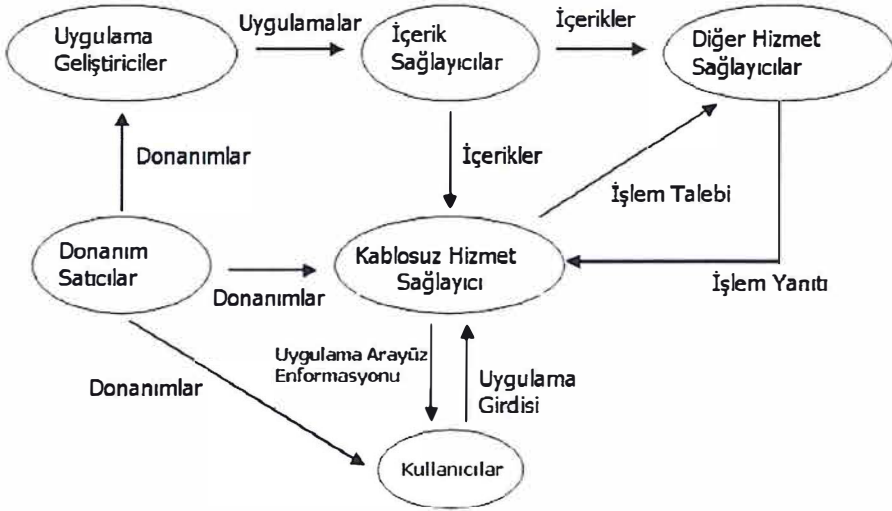 Uygulama
Geliştiriciler
Uygulamalar
İçerik
Sağlayıcılar
İçerikler
Diğer Hizmet
Sağlayıcılar
Donanımlar
İçerikler
İşlem Talebi
Donanım
Satıcılar
Donanımlar
Kablosuz Hizmet
Sağlayıcı
İşlem Yanıtı
Donanımlar
Uygulama Arayüz
Enformasyonu
Uygulama
Girdisi
Kullanıcılar